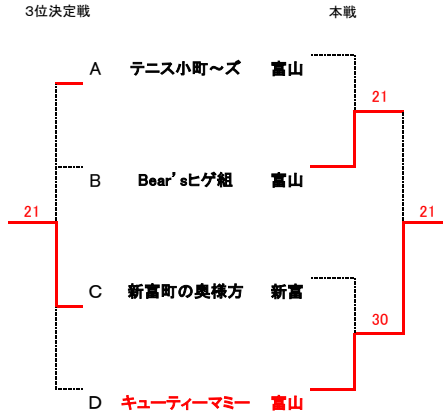 3位決定戦 本戦
A テニス小町～ズ 富山
21
B Bear'sヒゲ組 富山
21 21
C 新富町の奥様方 新富
30
D キューティーマミー 富山